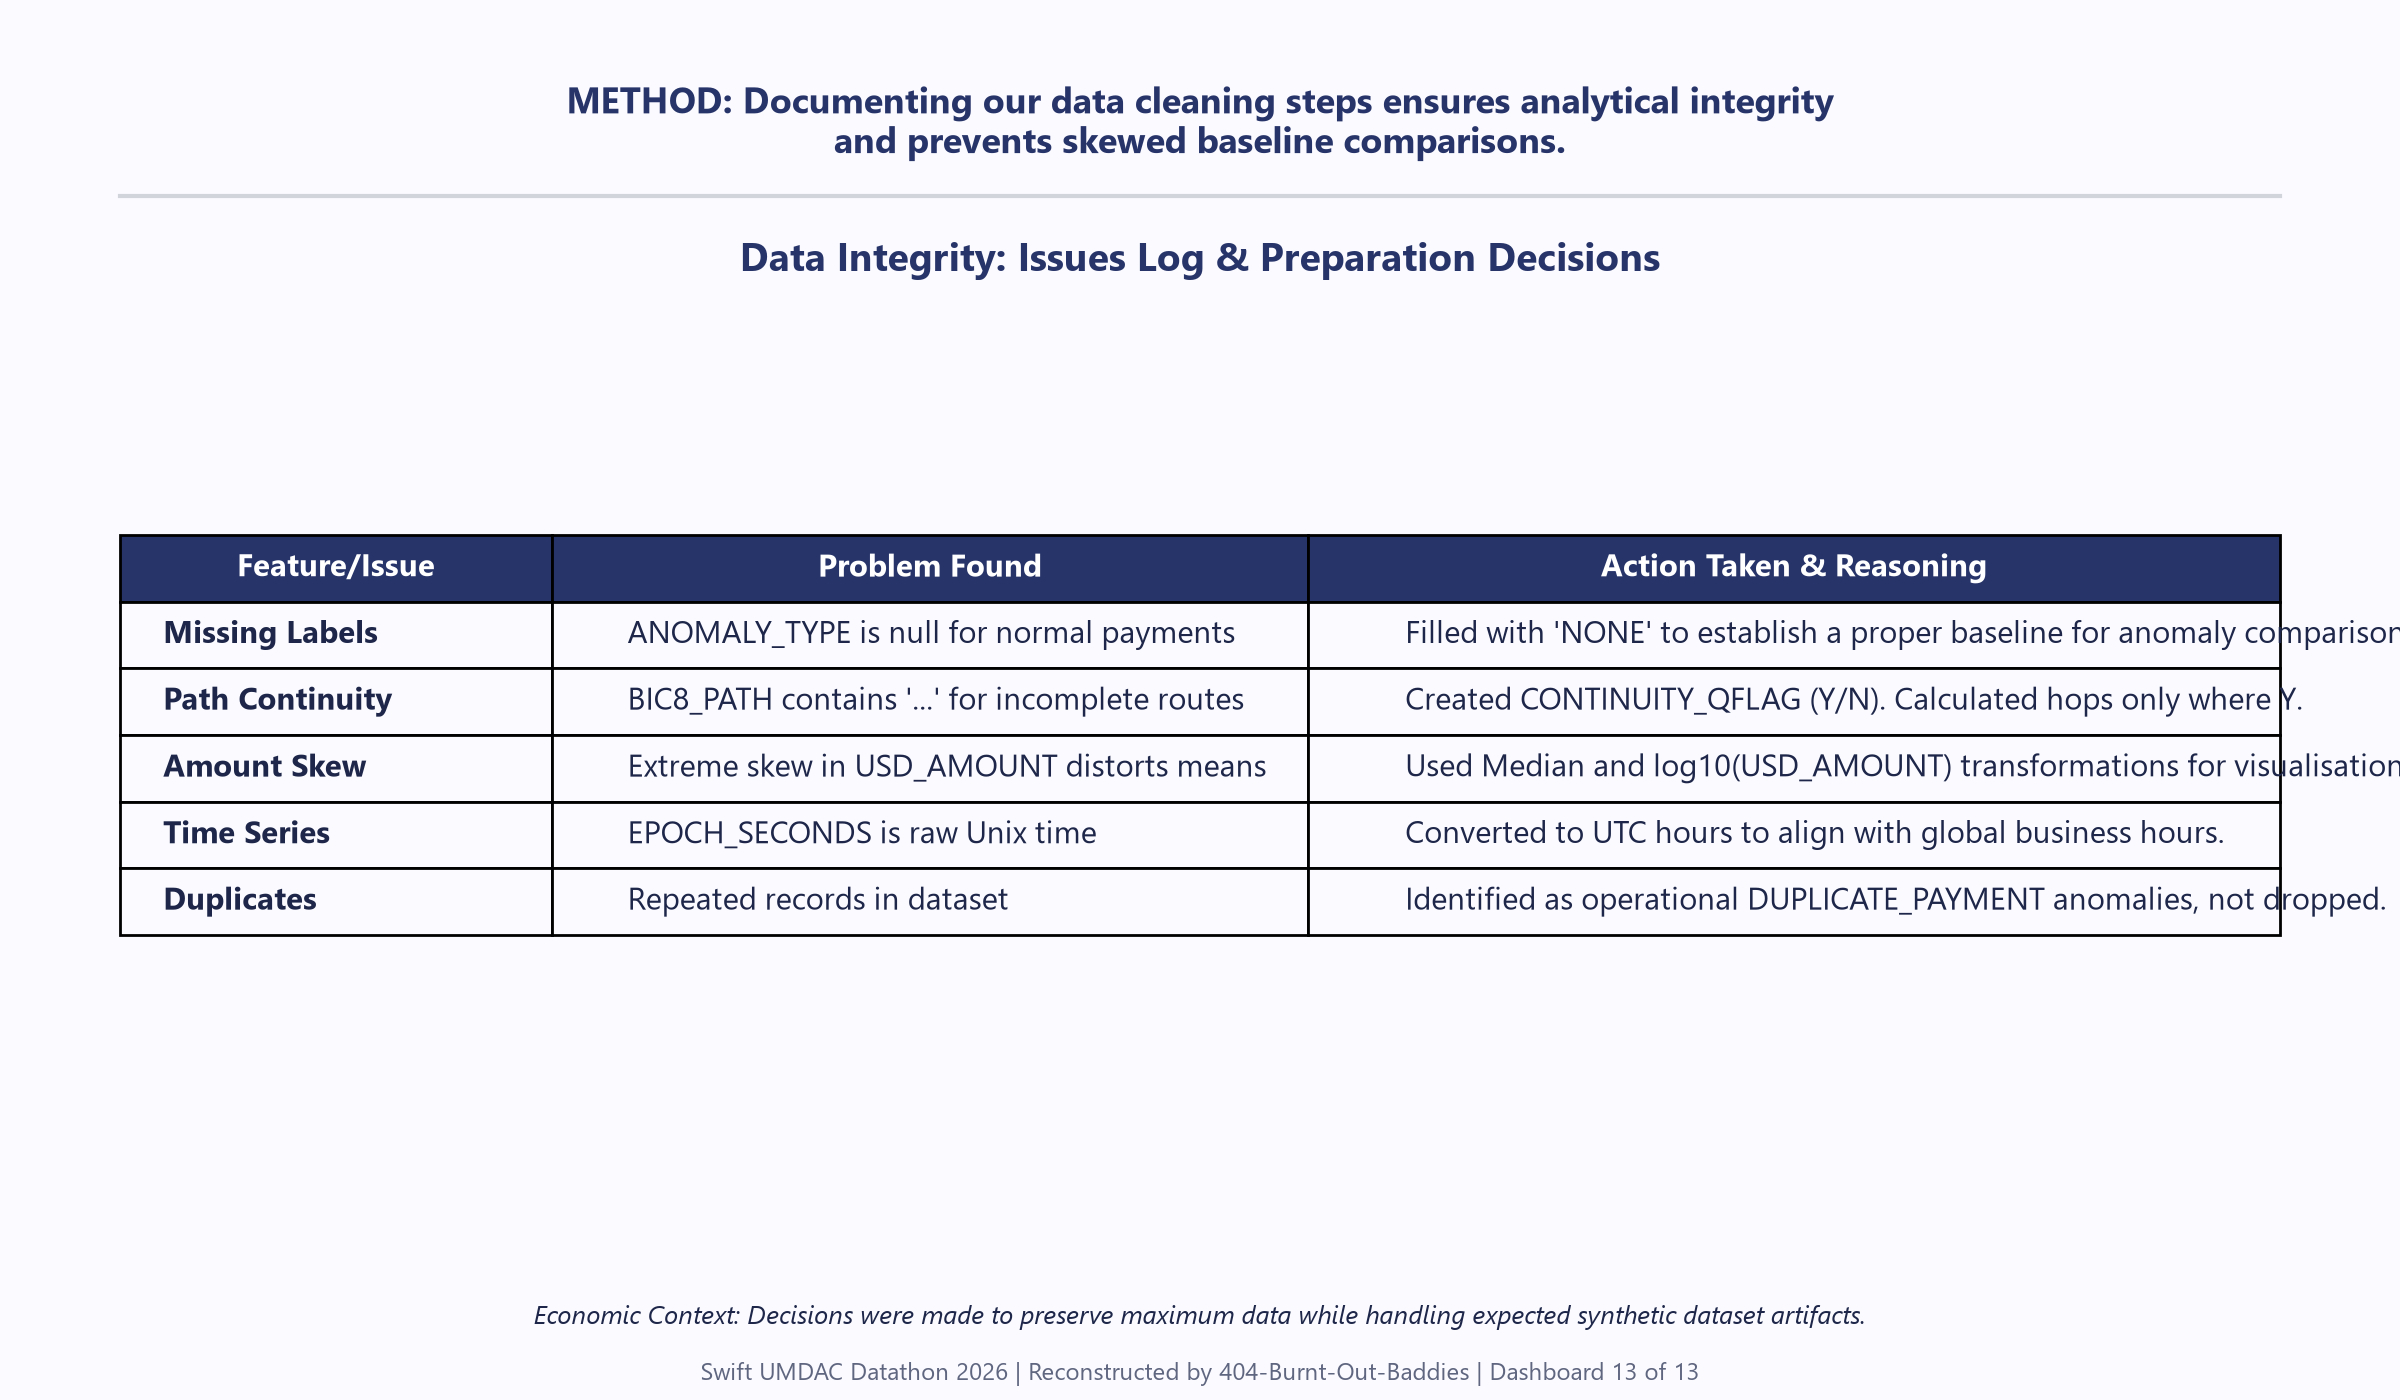 METHOD: Documenting our data cleaning steps ensures analytical integrity
and prevents skewed baseline comparisons.
Data Integrity: Issues Log & Preparation Decisions
Feature/Issue Problem Found Action Taken & Reasoning
Missing Labels ANOMALY_TYPE is null for normal payments Filled with 'NONE' to establish a proper baseline for anomaly comparison
Path Continuity BIC8_PATH contains '...' for incomplete routes Created CONTINUITY_QFLAG (Y/N). Calculated hops only where Y.
Amount Skew Extreme skew in USD_AMOUNT distorts means Used Median and log10(USD_AMOUNT) transformations for visualisation
Time Series EPOCH_SECONDS is raw Unix time Converted to UTC hours to align with global business hours.
Duplicates Repeated records in dataset Identified as operational DUPLICATE_PAYMENT anomalies, not dropped.
Economic Context: Decisions were made to preserve maximum data while handling expected synthetic dataset artifacts.
Swift UMDAC Datathon 2026 | Reconstructed by 404-Burnt-Out-Baddies | Dashboard 13 of 13